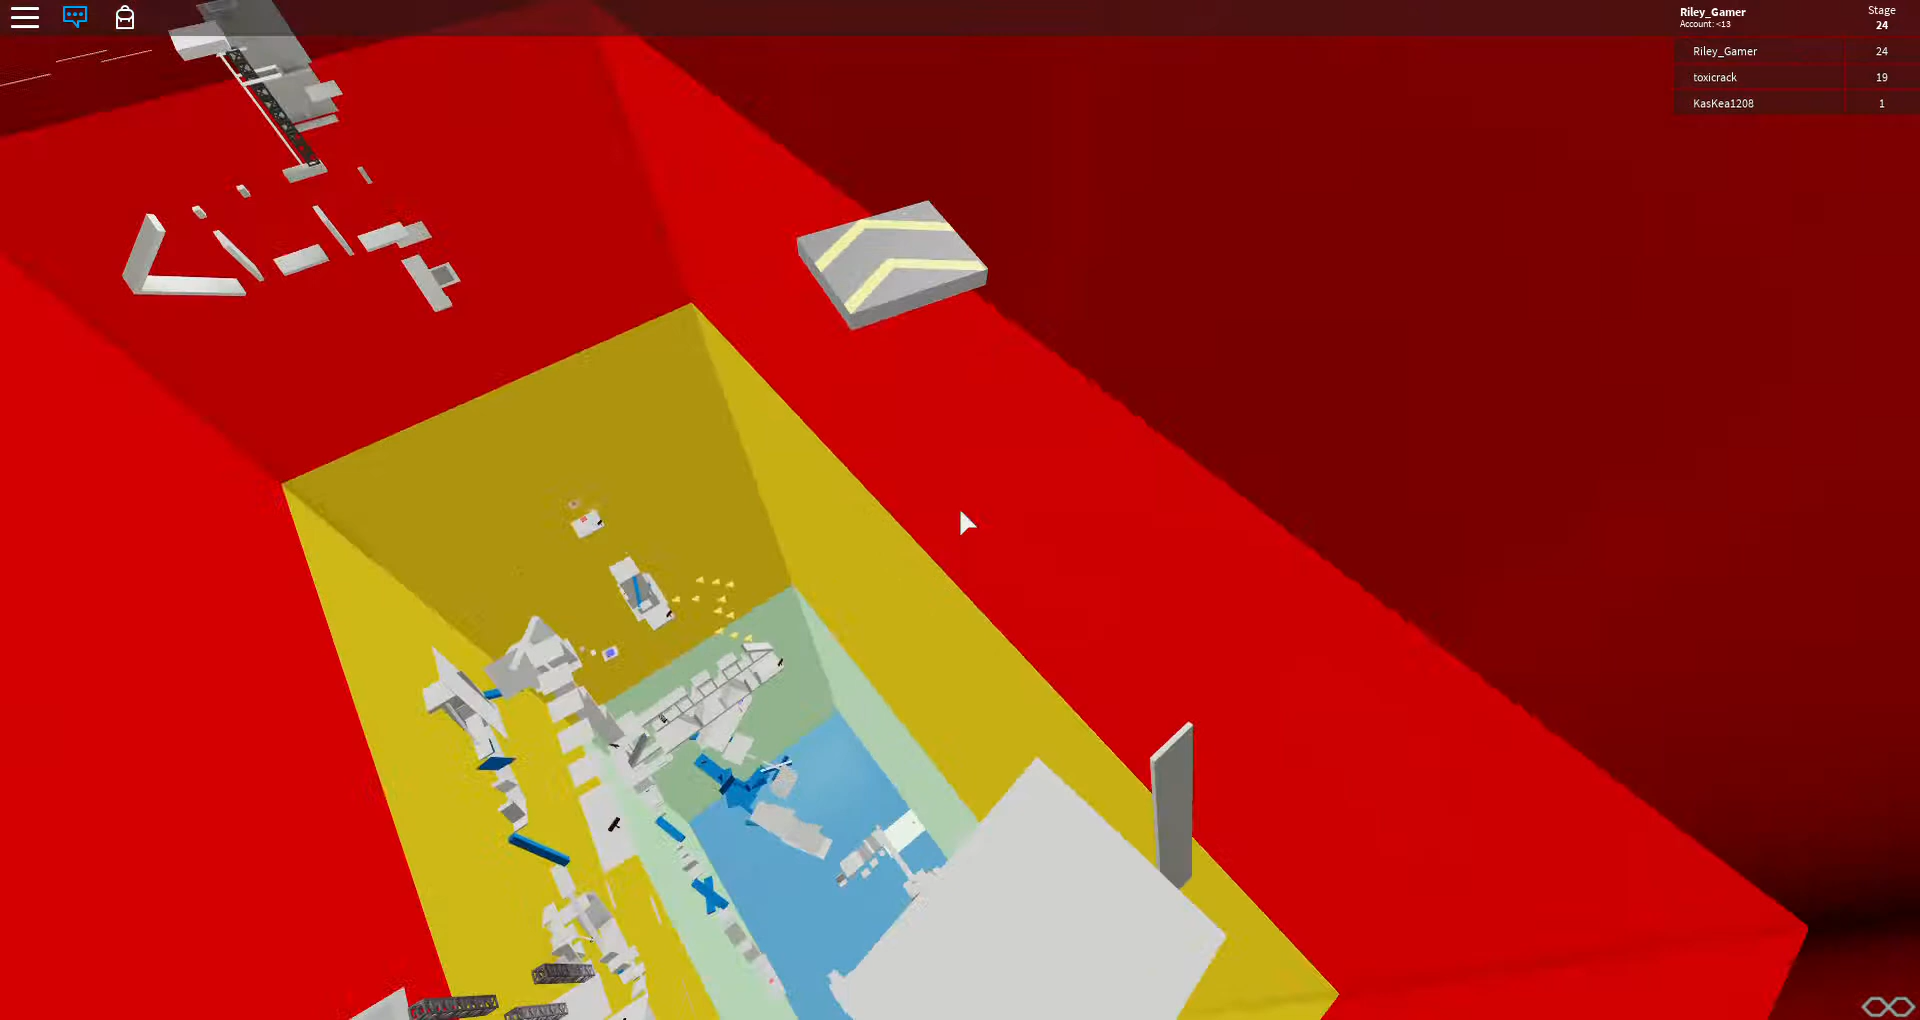 Riley_Gamer
Account: <13
Stage
24
Riley_Gamer 24
toxicrack 19
KasKea1208 1